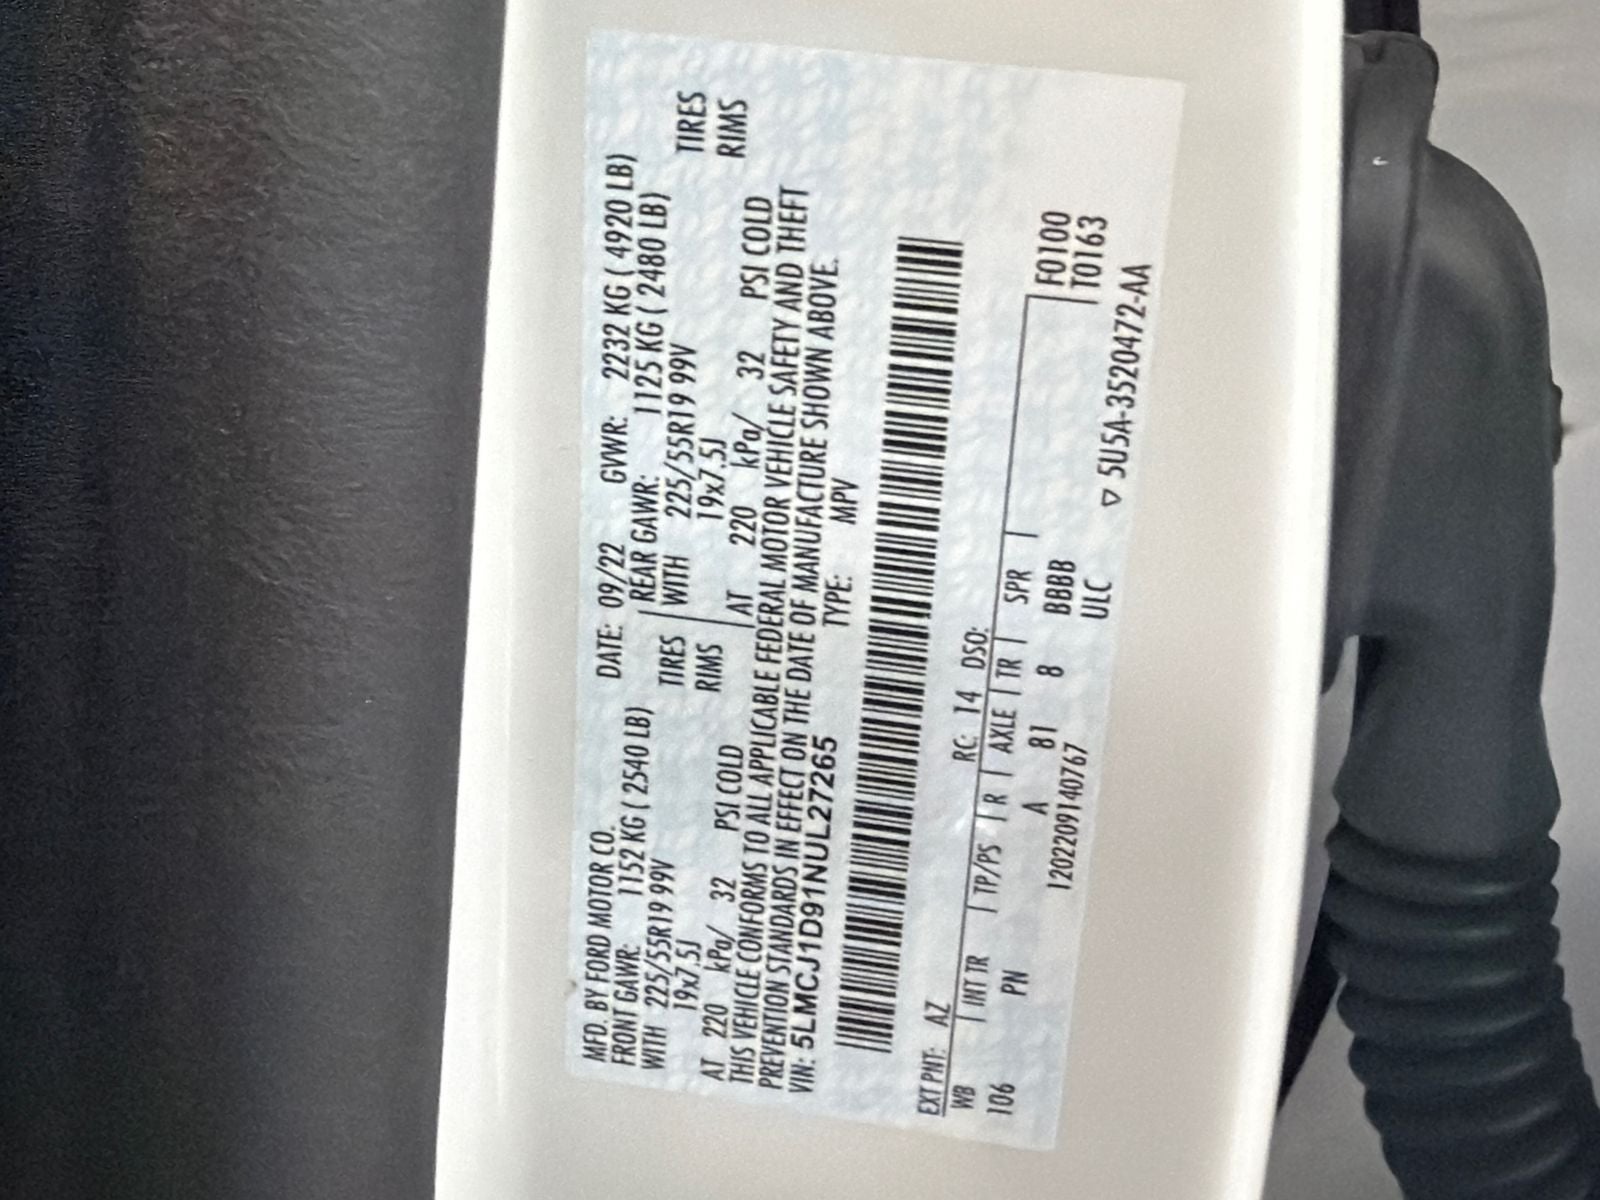 MFD. BY FORD MOTOR CO. DATE: 09/22 GVWR: 2232 KG ( 4920 LB)
FRONT GAWR: 1152 KG ( 2540 LB) REAR GAWR: 1125 KG ( 2480 LB)
WITH 225/55R19 99V TIRES WITH 225/55R19 99V TIRES
19x7.5J RIMS 19x7.5J RIMS
AT 220 kPa/ 32 PSI COLD AT 220 kPa/ 32 PSI COLD
THIS VEHICLE CONFORMS TO ALL APPLICABLE FEDERAL MOTOR VEHICLE SAFETY AND THEFT
PREVENTION STANDARDS IN EFFECT ON THE DATE OF MANUFACTURE SHOWN ABOVE.
VIN: 5LMCJ1D91NUL27265 TYPE: MPV
EXT PNT: AZ RC: 14 DSO:
WB INT TR TP/PS R AXLE TR SPR F0100
106 PN A 81 8 BBBB T0163
120220914 0767 ULC ▽ 5U5A-3520472-AA